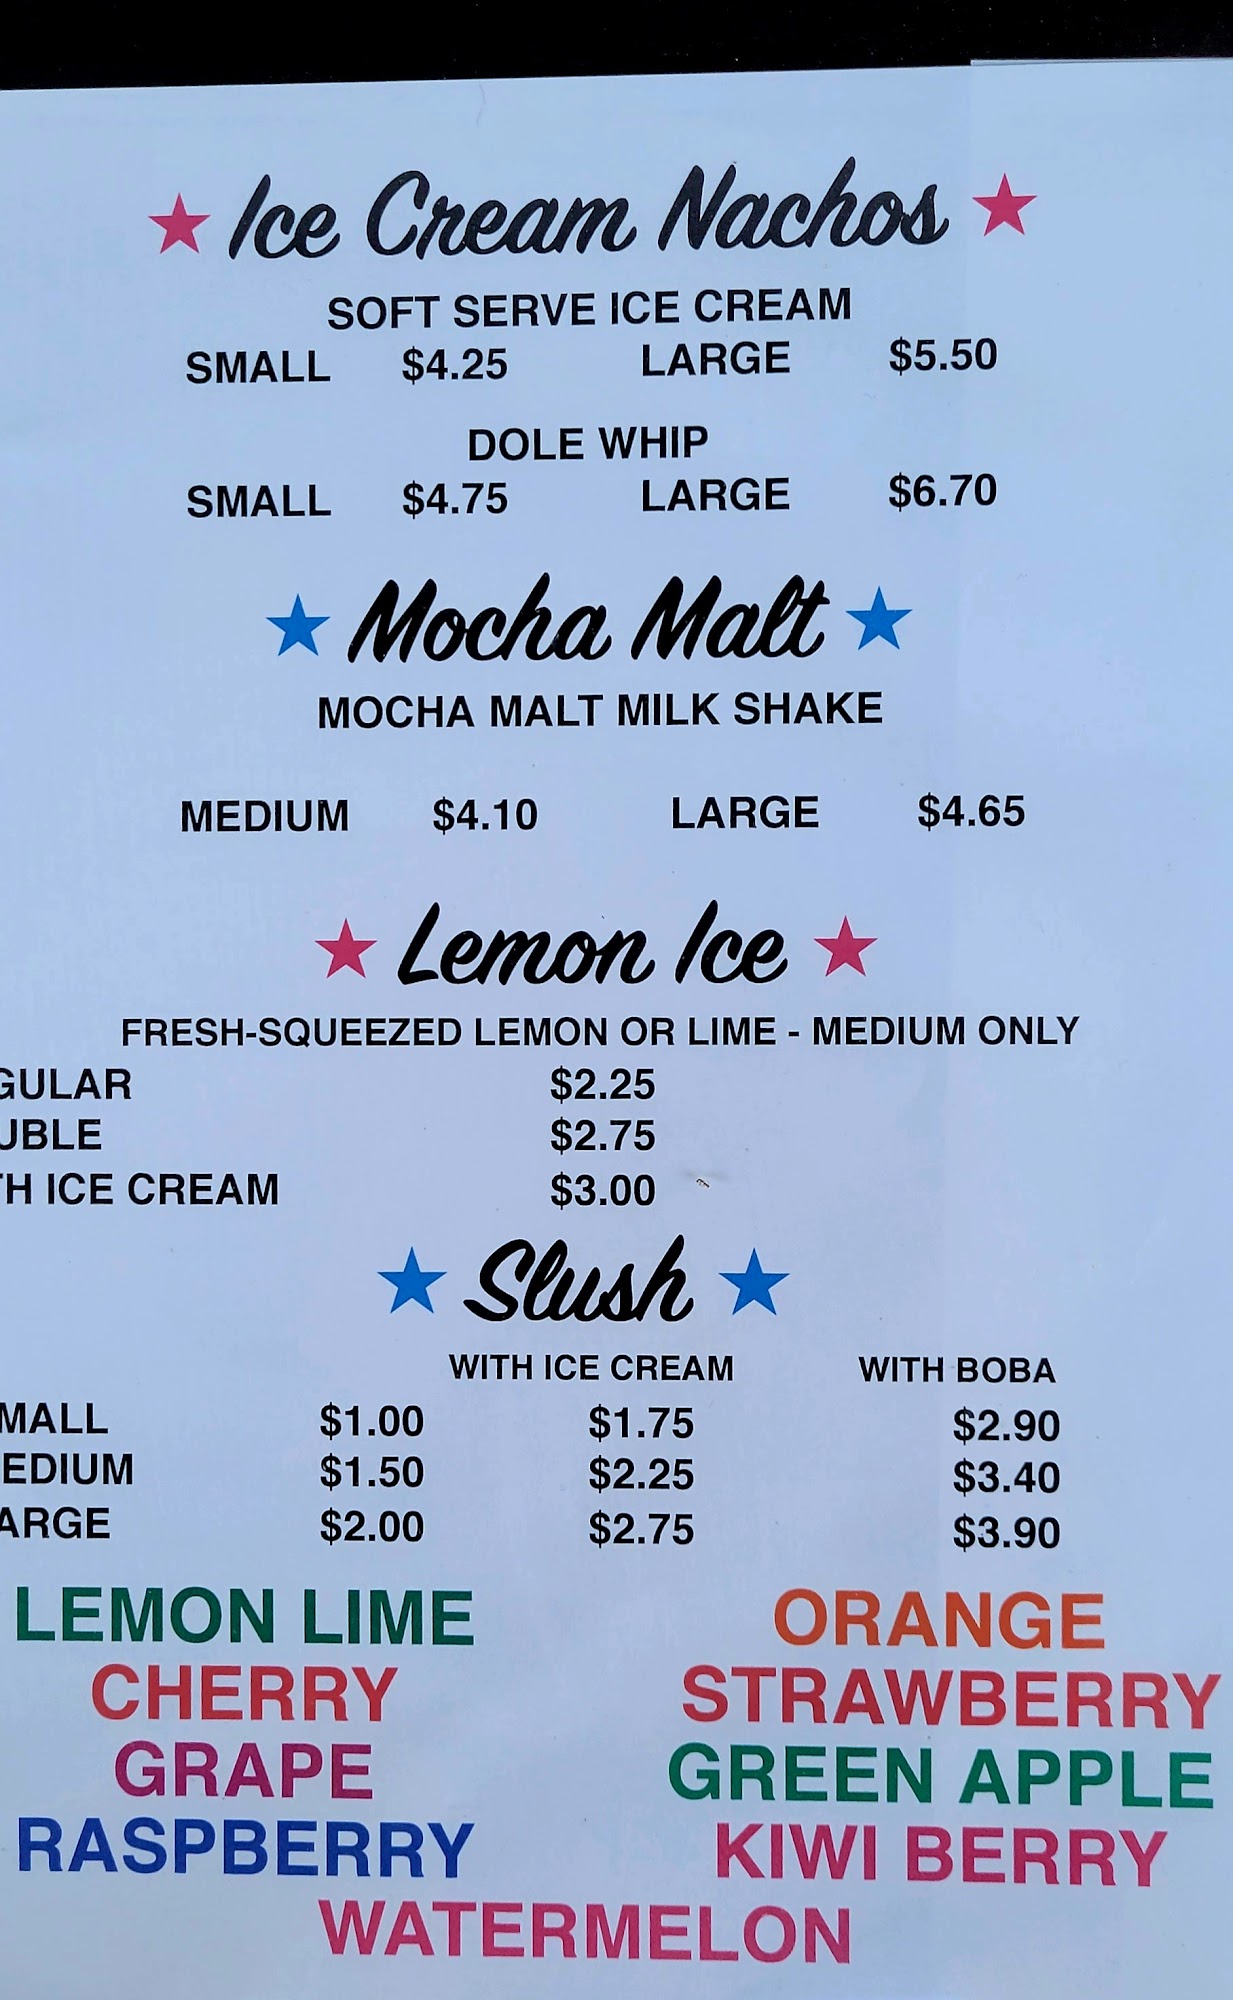 Ice Cream Nachos
SOFT SERVE ICE CREAM
SMALL $4.25 LARGE $5.50
DOLE WHIP
SMALL $4.75 LARGE $6.70
Mocha Malt
MOCHA MALT MILK SHAKE
MEDIUM $4.10 LARGE $4.65
Lemon Ice
FRESH-SQUEEZED LEMON OR LIME - MEDIUM ONLY
GULAR $2.25
UBLE $2.75
TH ICE CREAM $3.00
Slush
WITH ICE CREAM WITH BOBA
MALL $1.00 $1.75 $2.90
EDIUM $1.50 $2.25 $3.40
ARGE $2.00 $2.75 $3.90
LEMON LIME ORANGE
CHERRY STRAWBERRY
GRAPE GREEN APPLE
RASPBERRY KIWI BERRY
WATERMELON